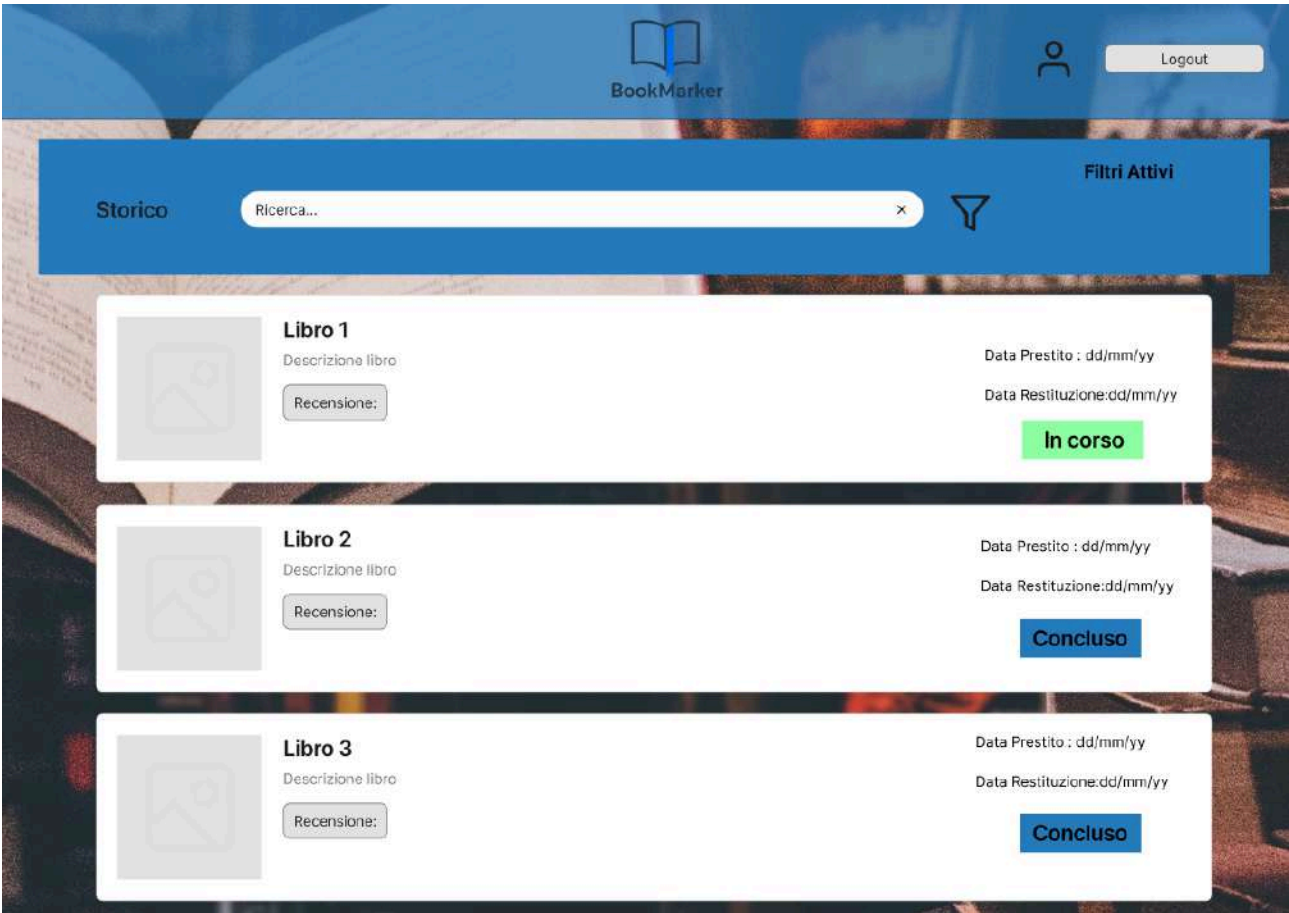 BookMarker
Logout
Filtri Attivi
Storico
Ricerca...
×
Libro 1
Descrizione libro
Recensione:
Data Prestito : dd/mm/yy
Data Restituzione:dd/mm/yy
In corso
Libro 2
Descrizione libro
Recensione:
Data Prestito : dd/mm/yy
Data Restituzione:dd/mm/yy
Concluso
Libro 3
Descrizione libro
Recensione:
Data Prestito : dd/mm/yy
Data Restituzione:dd/mm/yy
Concluso